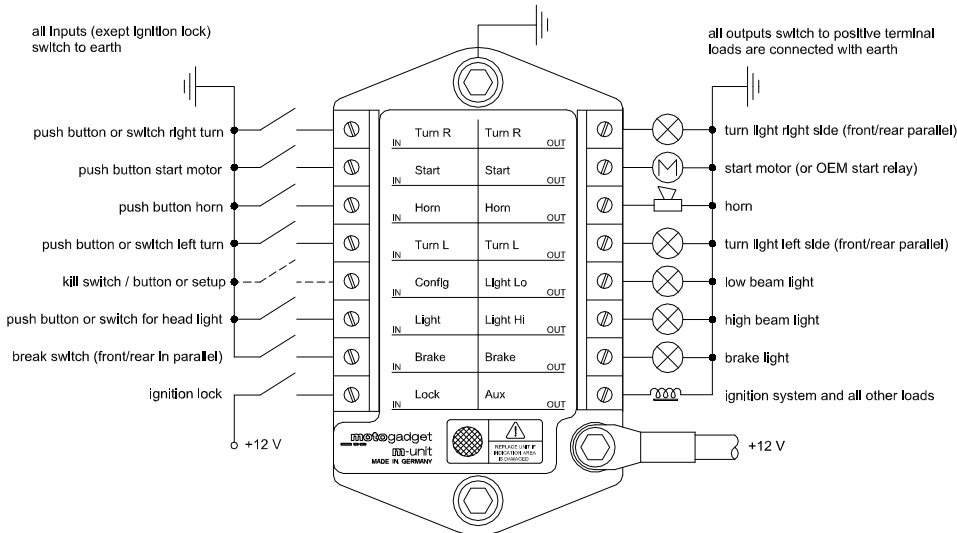 all inputs (exept ignition lock)
switch to earth
all outputs switch to positive terminal
loads are connected with earth
push button or switch right turn
IN Turn R Turn R OUT
turn light right side (front/rear parallel)
push button start motor
IN Start Start OUT
M
start motor (or OEM start relay)
push button horn
IN Horn Horn OUT
horn
push button or switch left turn
IN Turn L Turn L OUT
turn light left side (front/rear parallel)
kill switch / button or setup
IN Config Light Lo OUT
low beam light
push button or switch for head light
IN Light Light Hi OUT
high beam light
break switch (front/rear in parallel)
IN Brake Brake OUT
brake light
ignition lock
IN Lock Aux OUT
ignition system and all other loads
+12 V
motogadget
m-unit
MADE IN GERMANY
REPLACE UNIT IF
INDICATION AREA
IS DAMAGED
+12 V